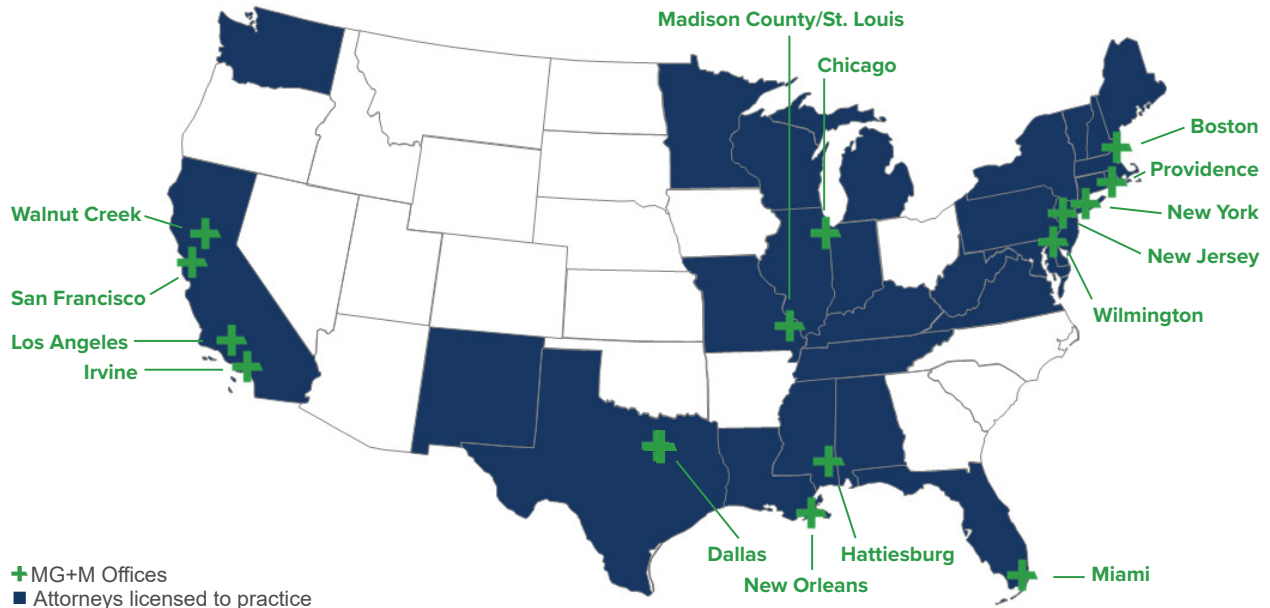 Madison County/St. Louis
Chicago
Boston
Providence
New York
New Jersey
Wilmington
Walnut Creek
San Francisco
Los Angeles
Irvine
Dallas
Hattiesburg
New Orleans
Miami
MG+M Offices
Attorneys licensed to practice